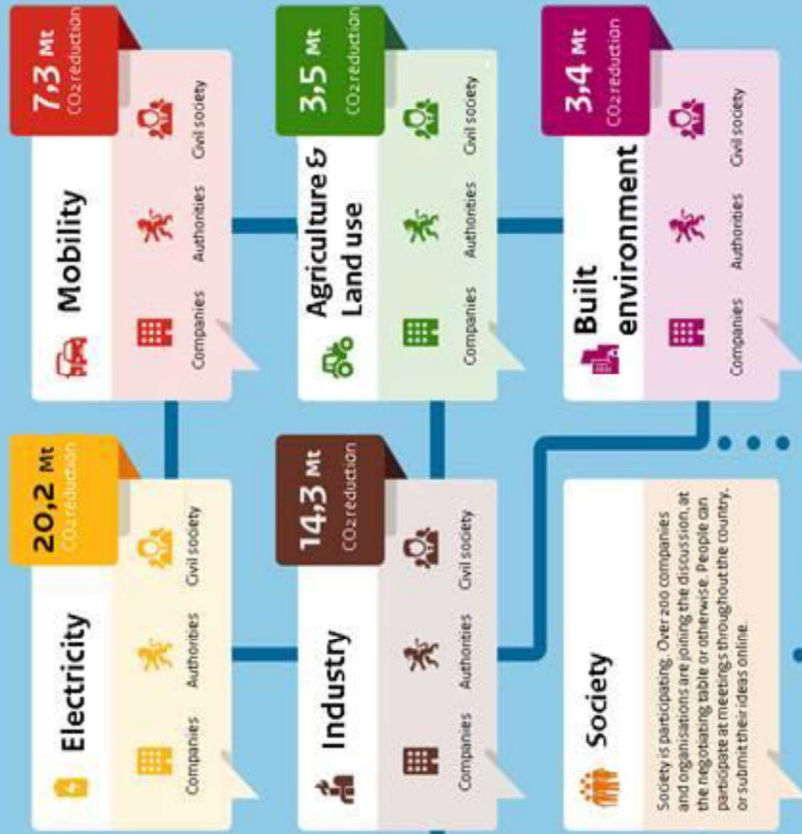 Electricity
20,2 Mt
CO2 reduction
Companies Authorities Civil society
Mobility
7,3 Mt
CO2 reduction
Companies Authorities Civil society
Industry
14,3 Mt
CO2 reduction
Companies Authorities Civil society
Agriculture &
Land use
3,5 Mt
CO2 reduction
Companies Authorities Civil society
Society
Society is participating. Over 200 companies
and organisations are joining the discussion, at
the negotiating table or otherwise. People can
participate at meetings throughout the country,
or submit their ideas online.
Built
environment
3,4 Mt
CO2 reduction
Companies Authorities Civil society